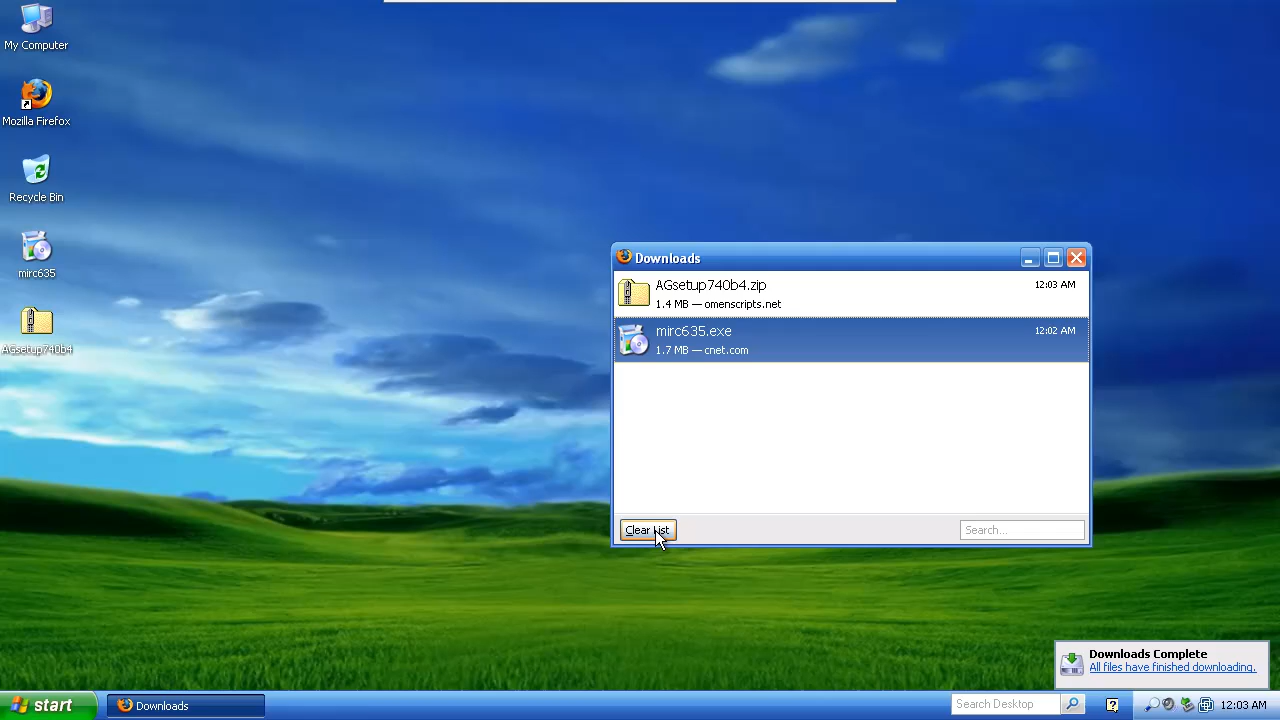 My Computer
Mozilla Firefox
Recycle Bin
mirc635
AGsetup740b4
Downloads
AGsetup740b4.zip
12:03 AM
1.4 MB — omenscripts.net
mirc635.exe
12:02 AM
1.7 MB — cnet.com
Clear List
Search...
Downloads Complete
All files have finished downloading.
start
Downloads
Search Desktop
12:03 AM